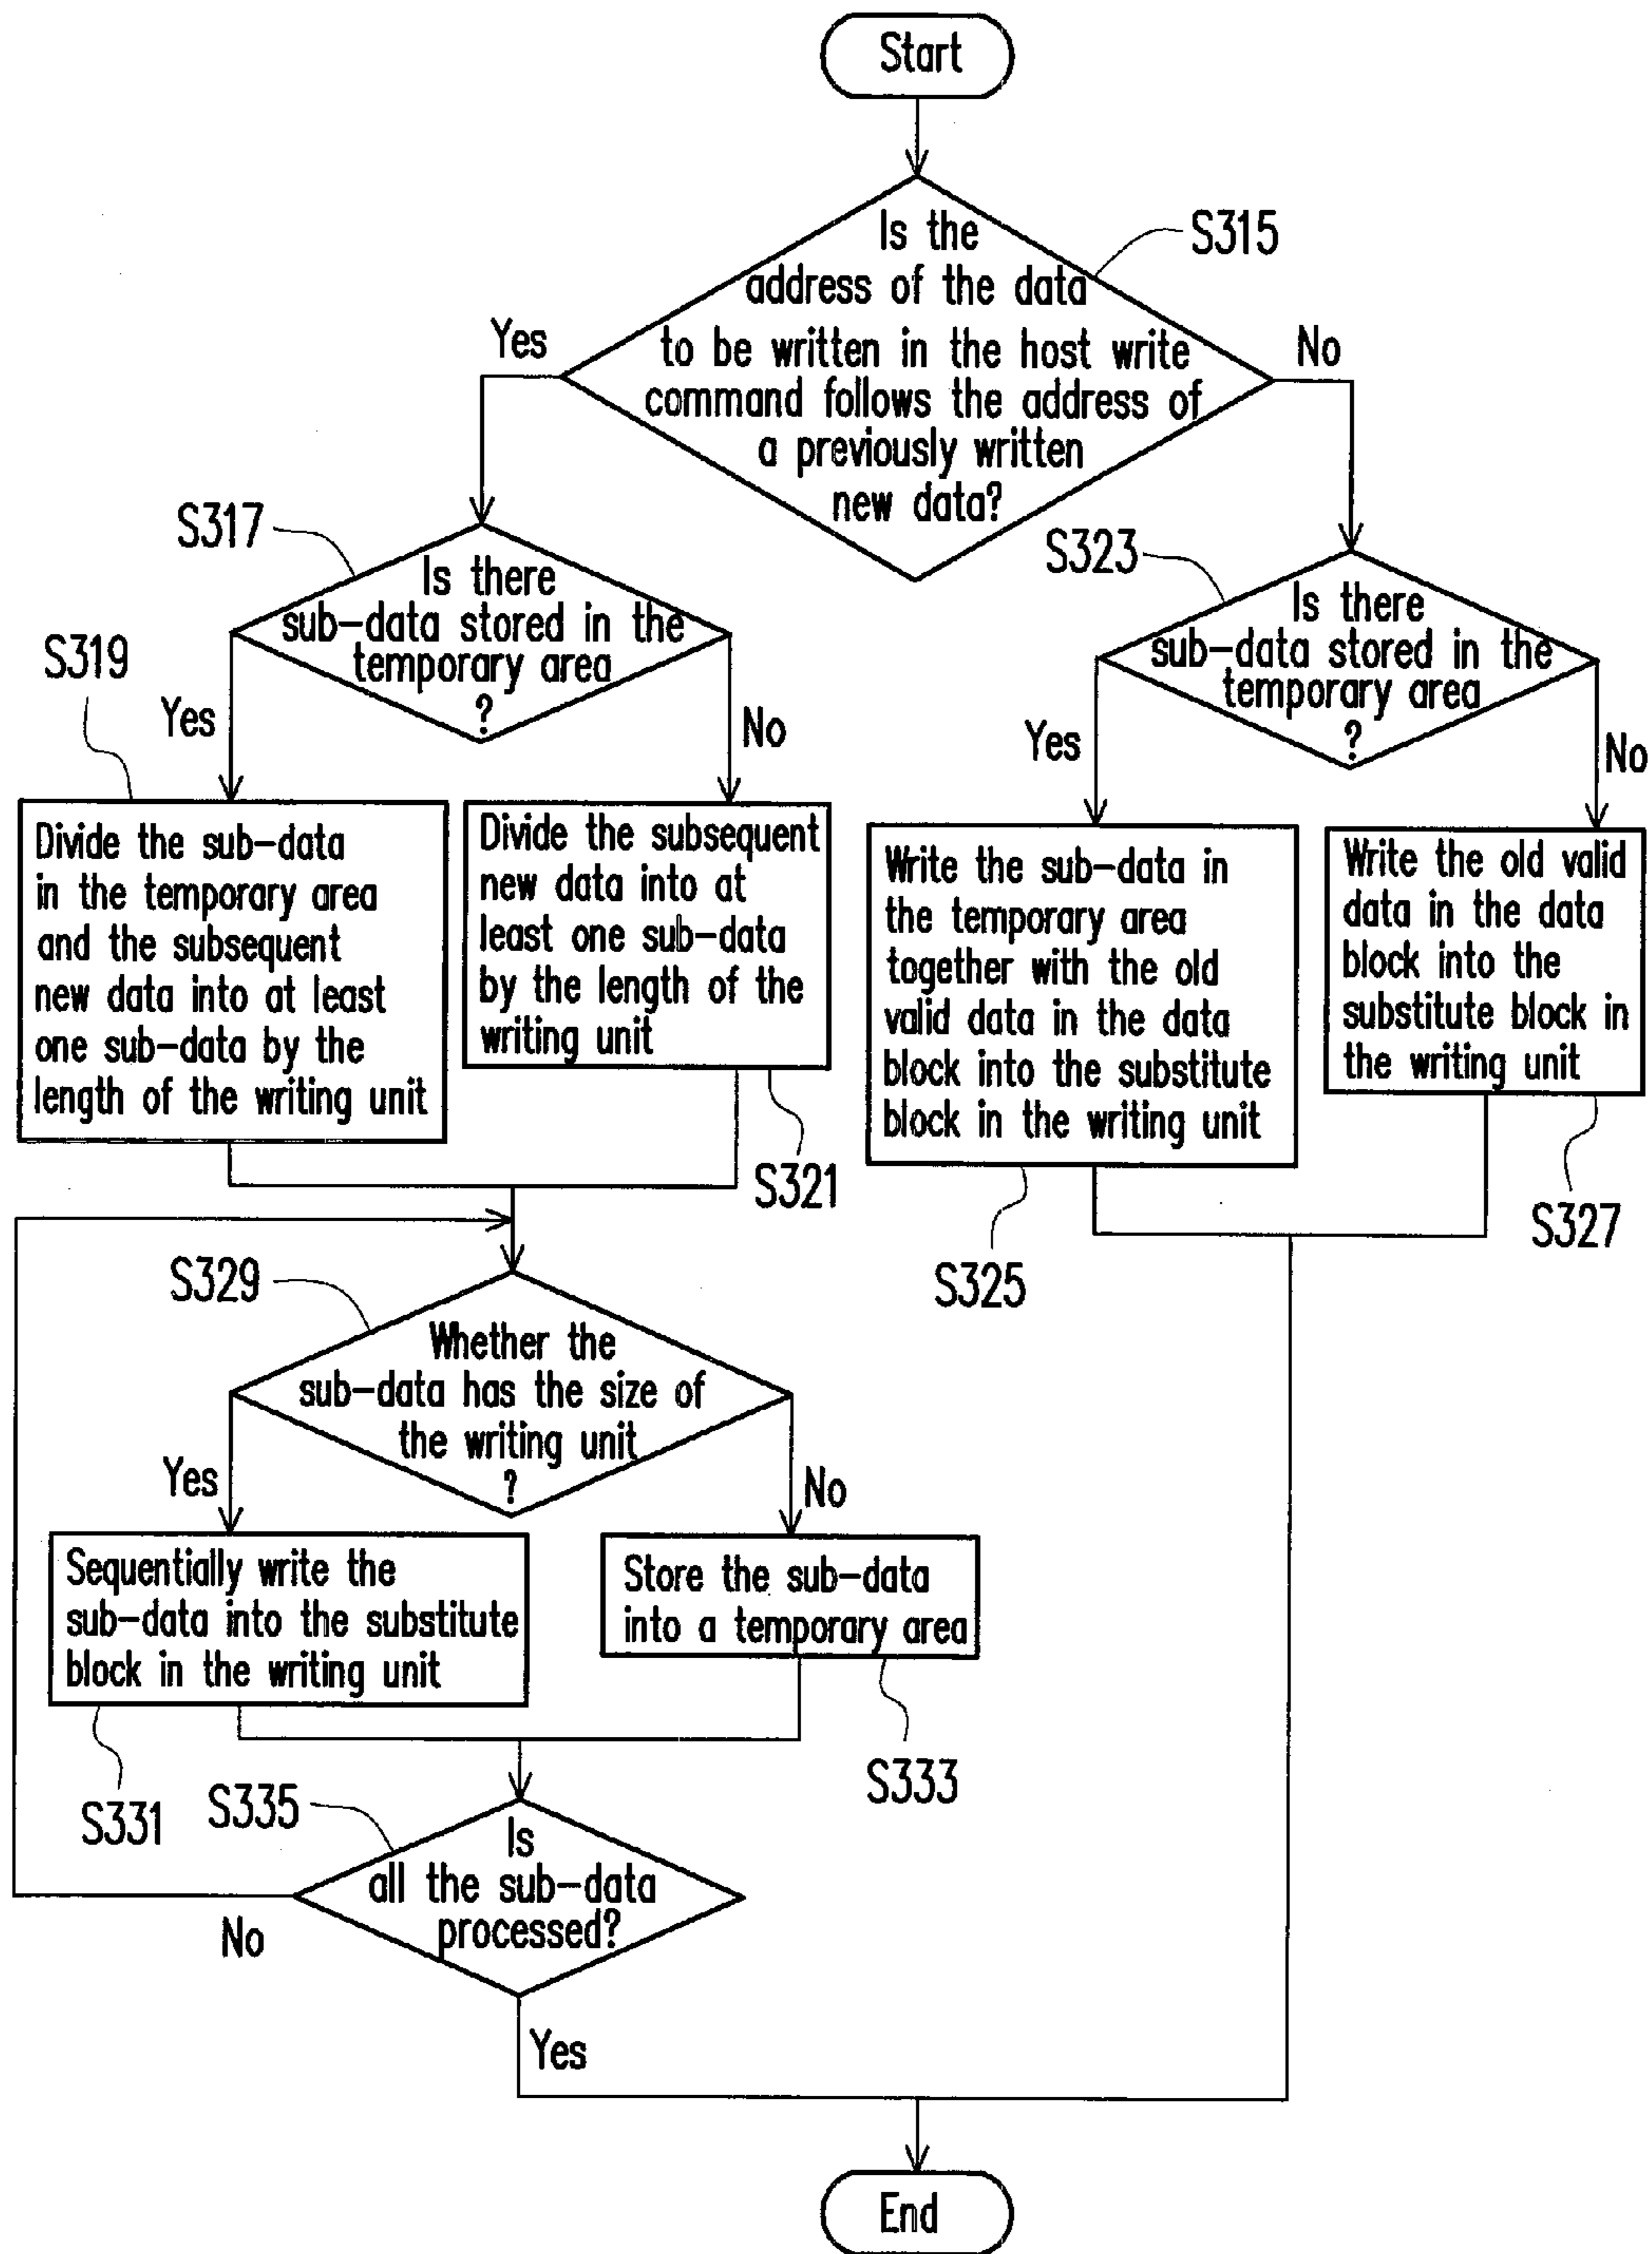 Start
Is the
address of the data
to be written in the host write
command follows the address of
a previously written
new data?
S315
Yes
No
S317
Is there
sub-data stored in the
temporary area
?
S323
Is there
sub-data stored in the
temporary area
?
S319
Yes
No
Yes
No
Divide the sub-data
in the temporary area
and the subsequent
new data into at least
one sub-data by the
length of the writing unit
Divide the subsequent
new data into at
least one sub-data
by the length of the
writing unit
S321
Write the sub-data in
the temporary area
together with the old
valid data in the data
block into the substitute
block in the writing unit
S325
Write the old valid
data in the data
block into the
substitute block in
the writing unit
S327
S329
Whether the
sub-data has the size of
the writing unit
?
Yes
No
Sequentially write the
sub-data into the substitute
block in the writing unit
S331
Store the sub-data
into a temporary area
S333
S335
Is
all the sub-data
processed?
No
Yes
End